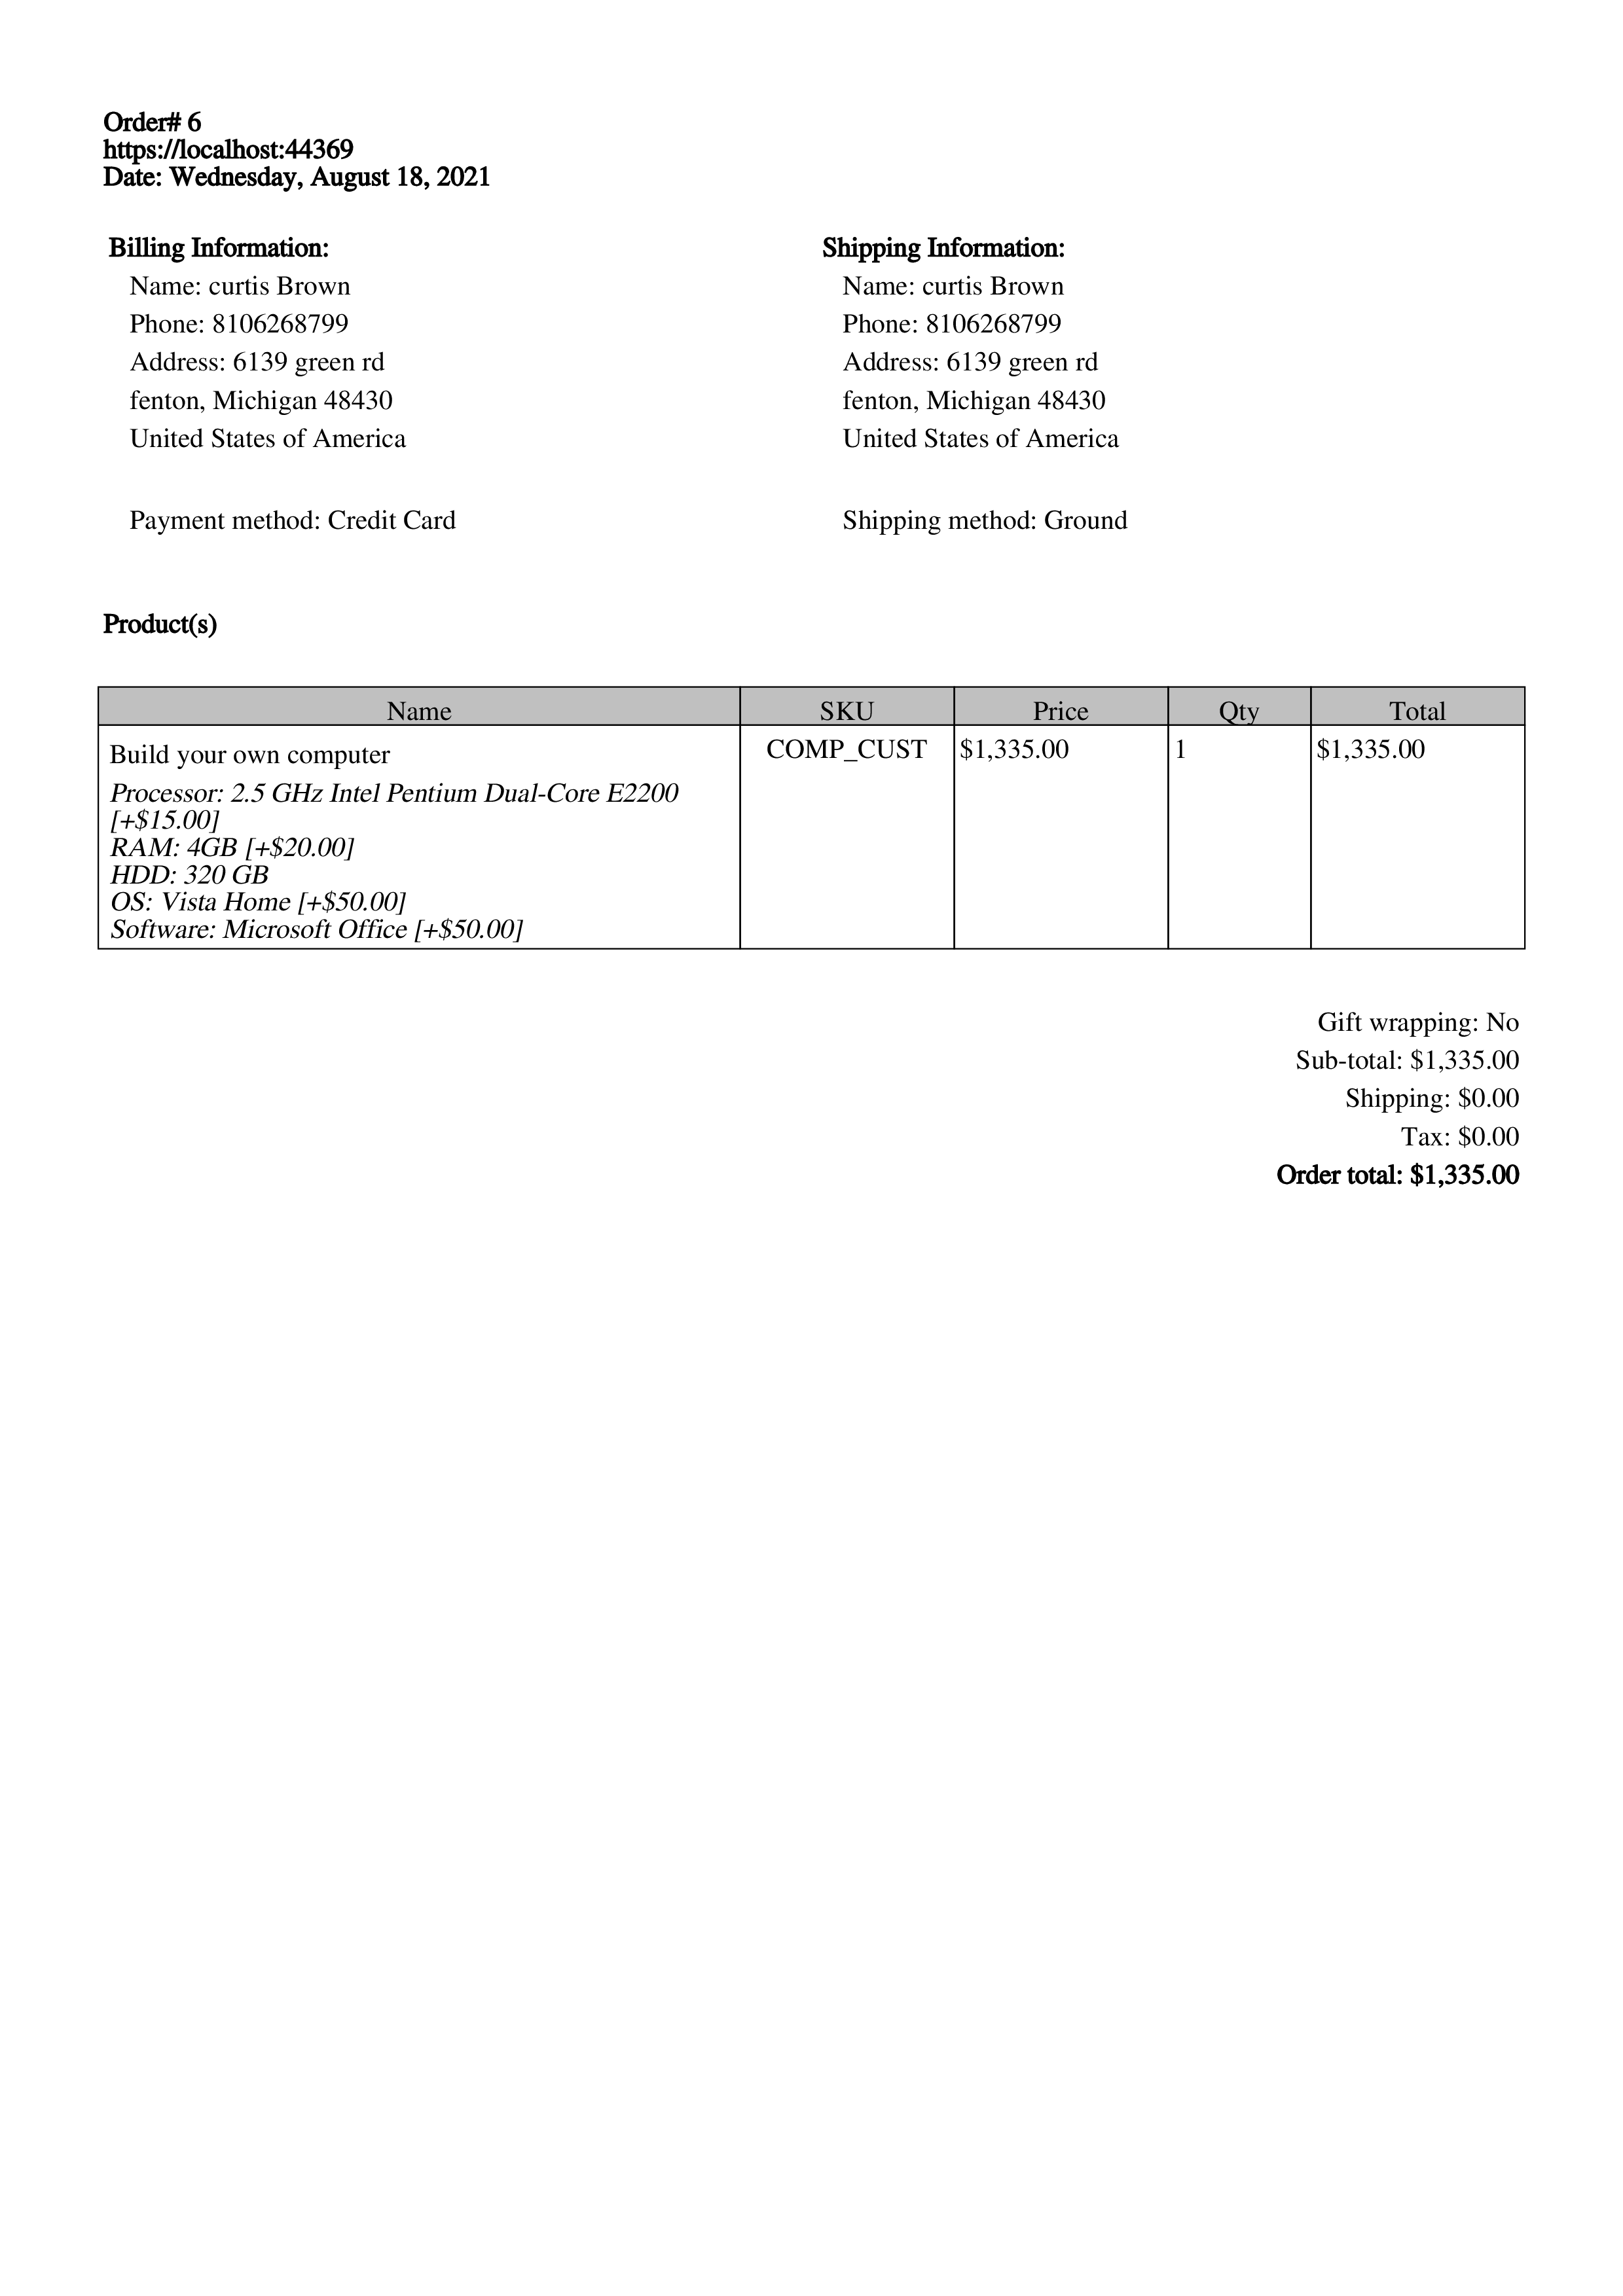 Order# 6
https://localhost:44369
Date: Wednesday, August 18, 2021
Billing Information:
Name: curtis Brown
Phone: 8106268799
Address: 6139 green rd
fenton, Michigan 48430
United States of America
Payment method: Credit Card
Shipping Information:
Name: curtis Brown
Phone: 8106268799
Address: 6139 green rd
fenton, Michigan 48430
United States of America
Shipping method: Ground
Product(s)
Name SKU Price Qty Total
Build your own computer COMP_CUST $1,335.00 1 $1,335.00
Processor: 2.5 GHz Intel Pentium Dual-Core E2200
[+$15.00]
RAM: 4GB [+$20.00]
HDD: 320 GB
OS: Vista Home [+$50.00]
Software: Microsoft Office [+$50.00]
Gift wrapping: No
Sub-total: $1,335.00
Shipping: $0.00
Tax: $0.00
Order total: $1,335.00